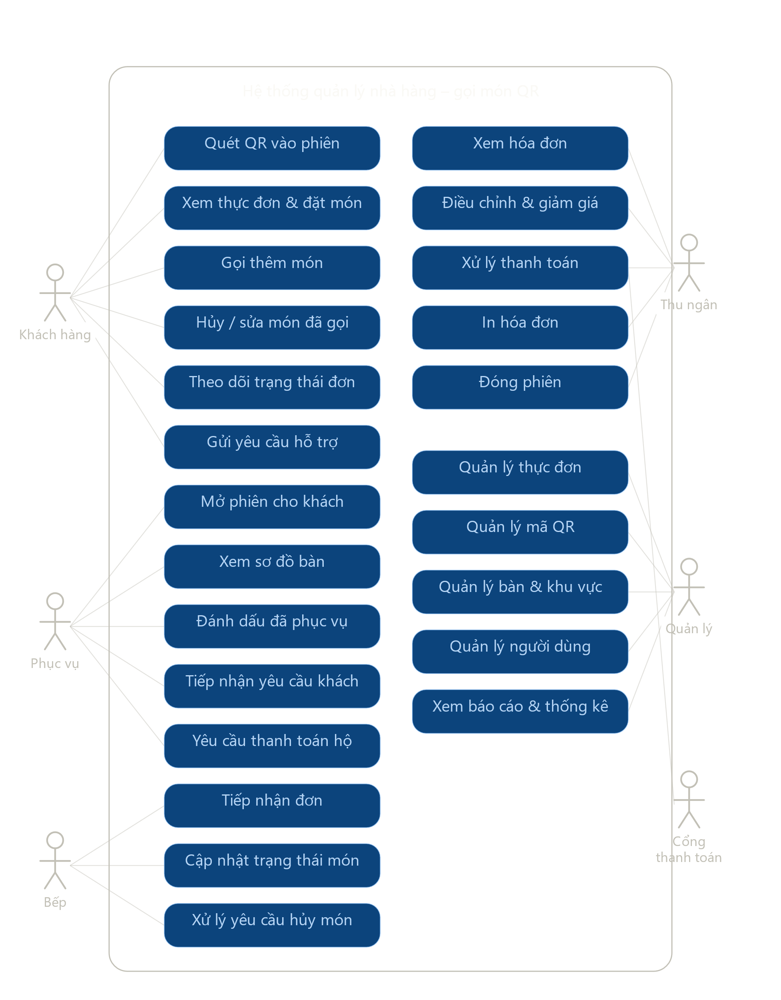 Hệ thống quản lý nhà hàng – gọi món QR
Quét QR vào phiên
Xem thực đơn & đặt món
Gọi thêm món
Hủy / sửa món đã gọi
Theo dõi trạng thái đơn
Gửi yêu cầu hỗ trợ
Mở phiên cho khách
Xem sơ đồ bàn
Đánh dấu đã phục vụ
Tiếp nhận yêu cầu khách
Yêu cầu thanh toán hộ
Tiếp nhận đơn
Cập nhật trạng thái món
Xử lý yêu cầu hủy món
Xem hóa đơn
Điều chỉnh & giảm giá
Xử lý thanh toán
In hóa đơn
Đóng phiên
Quản lý thực đơn
Quản lý mã QR
Quản lý bàn & khu vực
Quản lý người dùng
Xem báo cáo & thống kê
Khách hàng
Phục vụ
Bếp
Thu ngân
Quản lý
Cổng
thanh toán